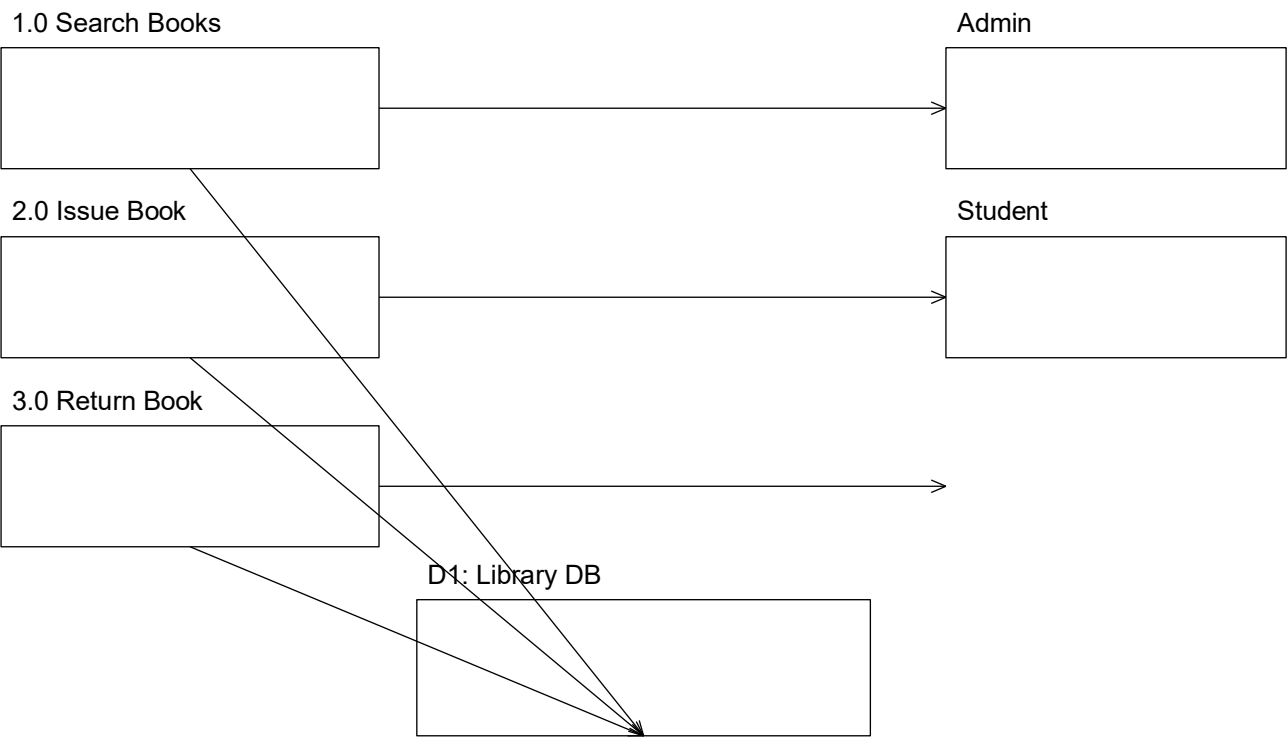 1.0 Search Books
Admin
2.0 Issue Book
Student
3.0 Return Book
D1: Library DB